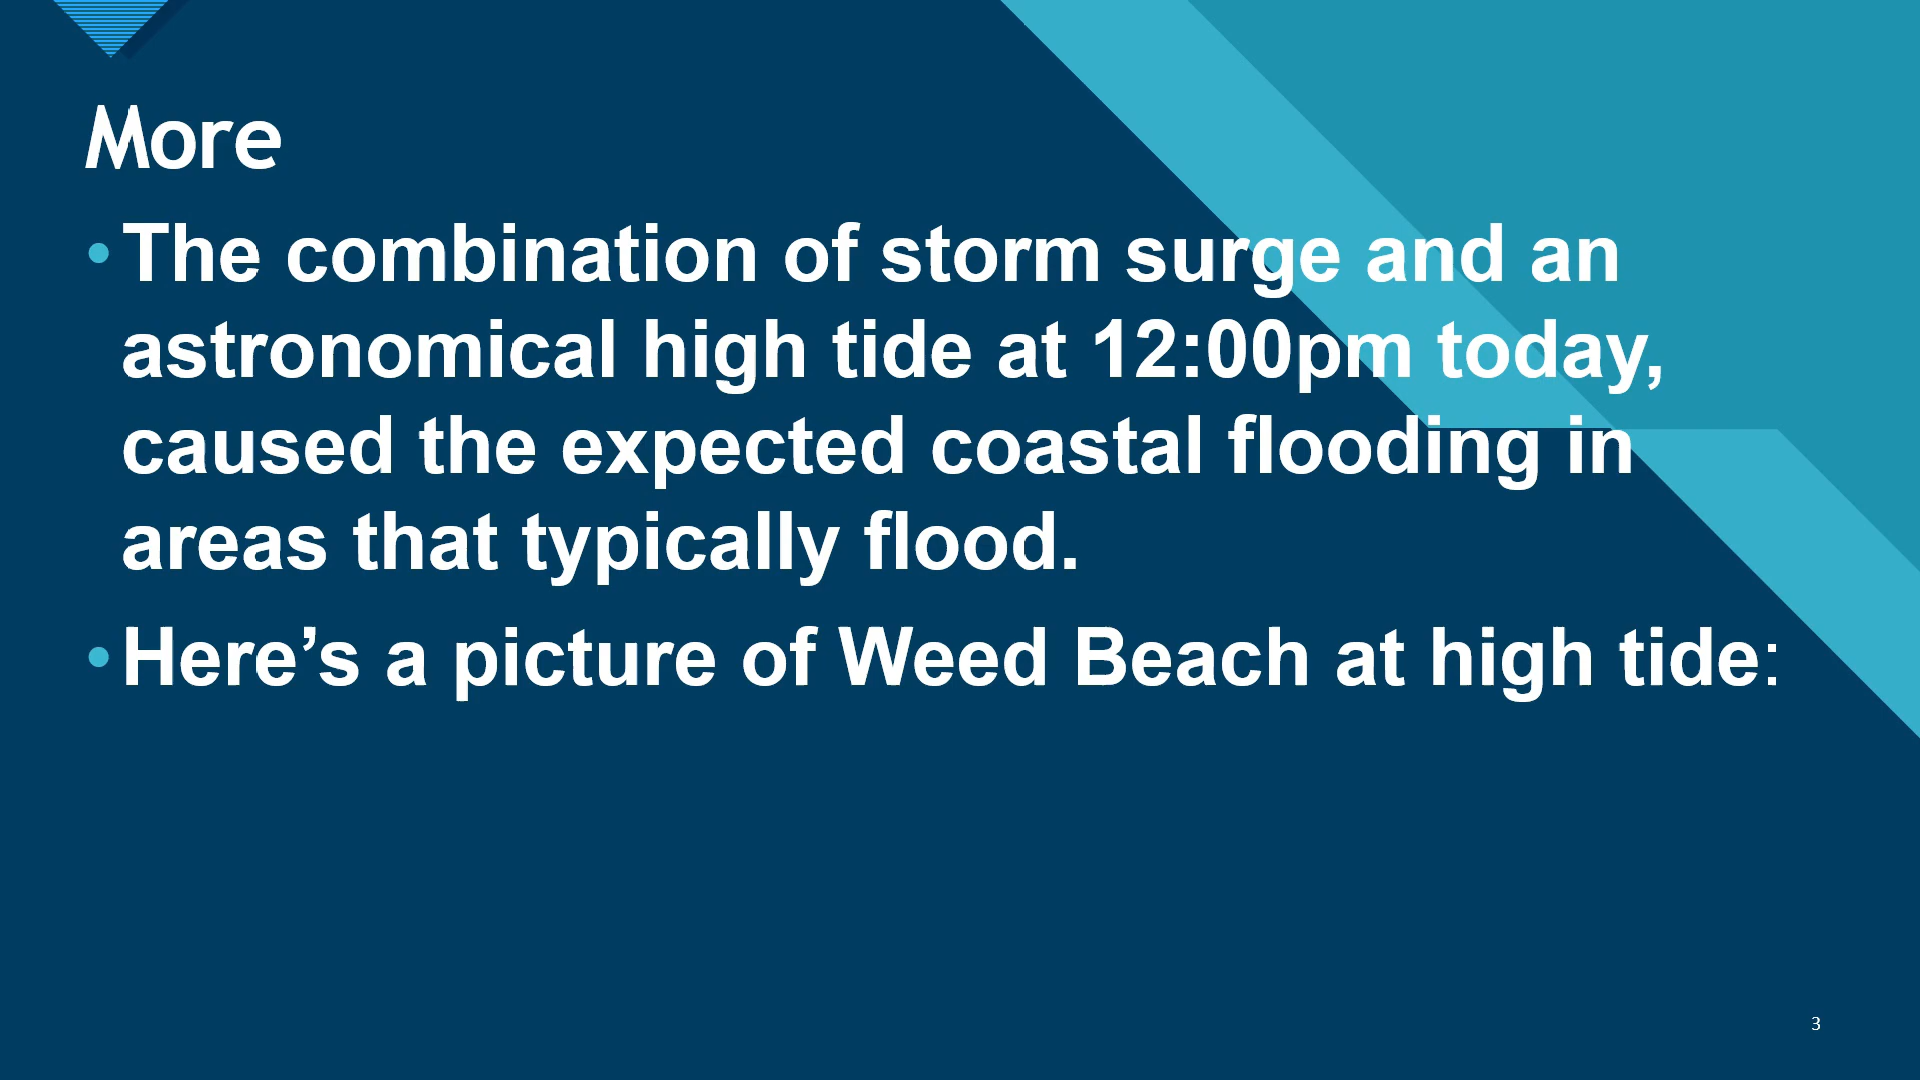 More
• The combination of storm surge and an
astronomical high tide at 12:00pm today,
caused the expected coastal flooding in
areas that typically flood.
• Here’s a picture of Weed Beach at high tide:
3